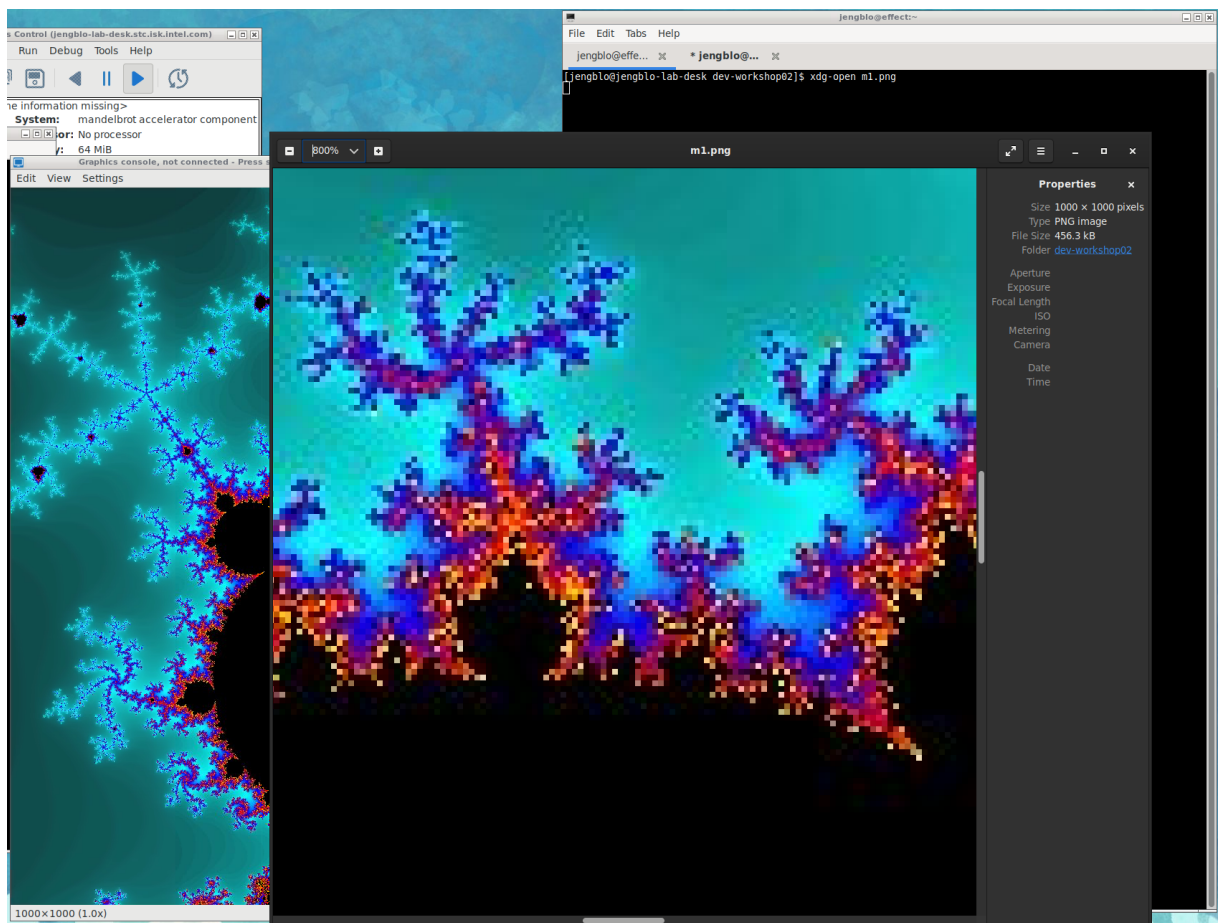 s Control (jengblo-lab-desk.stc.isk.intel.com)
Run Debug Tools Help
ne information missing>
System: mandelbrot accelerator component
sor: No processor
y: 64 MiB
Graphics console, not connected - Press s
Edit View Settings
1000×1000 (1.0x)
jengblo@effect:~
File Edit Tabs Help
jengblo@effe... * jengblo@...
[jengblo@jengblo-lab-desk dev-workshop02]$ xdg-open m1.png
800%
m1.png
Properties
Size 1000 × 1000 pixels
Type PNG image
File Size 456.3 kB
Folder dev-workshop02
Aperture
Exposure
Focal Length
ISO
Metering
Camera
Date
Time